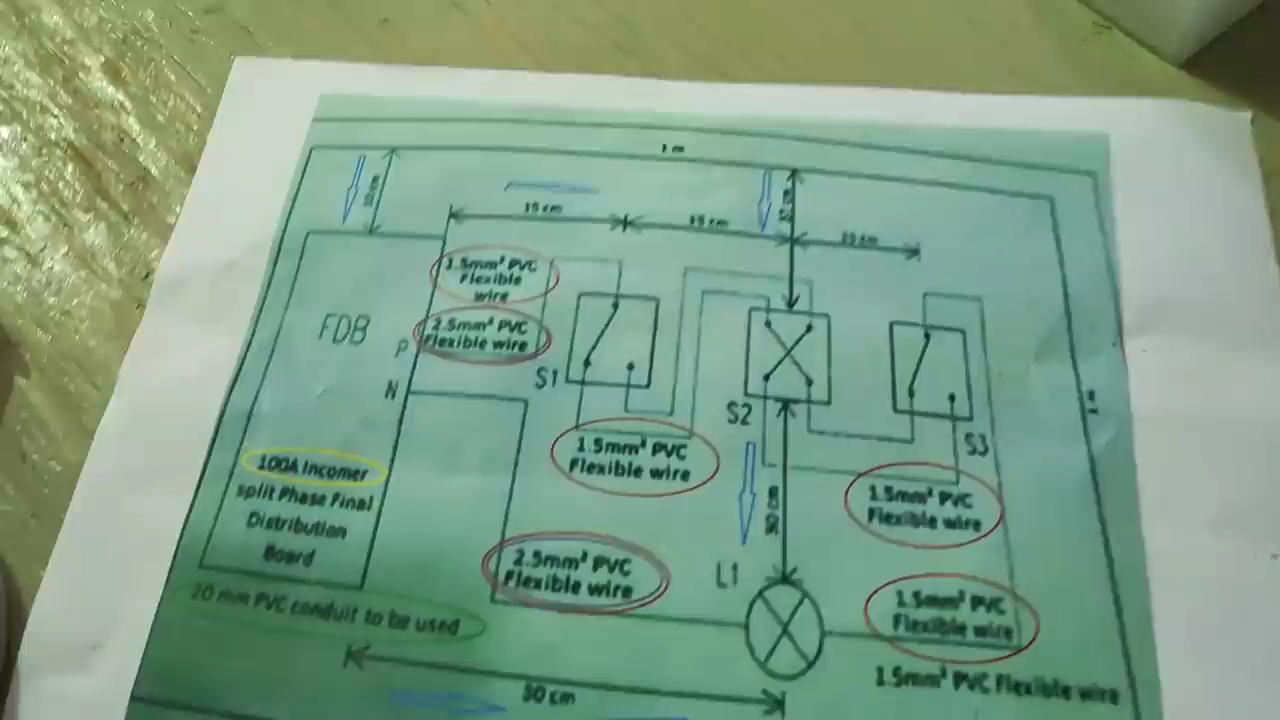 1 m
15 cm
15 cm
15 cm
1.5mm² PVC
Flexible
wire
2.5mm² PVC
Flexible wire
FDB
P
N
S1
S2
S3
1.5mm² PVC
Flexible wire
1.5mm² PVC
Flexible wire
100A Incomer
split Phase Final
Distribution
Board
2.5mm² PVC
Flexible wire
L1
1.5mm² PVC
Flexible wire
20 mm PVC conduit to be used
1.5mm² PVC Flexible wire
30 cm